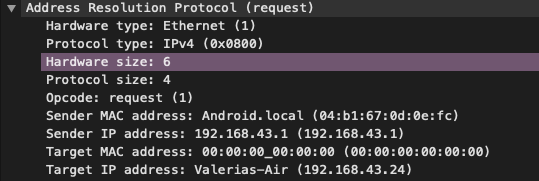 Address Resolution Protocol (request)
Hardware type: Ethernet (1)
Protocol type: IPv4 (0x0800)
Hardware size: 6
Protocol size: 4
Opcode: request (1)
Sender MAC address: Android.local (04:b1:67:0d:0e:fc)
Sender IP address: 192.168.43.1 (192.168.43.1)
Target MAC address: 00:00:00_00:00:00 (00:00:00:00:00:00)
Target IP address: Valerias-Air (192.168.43.24)